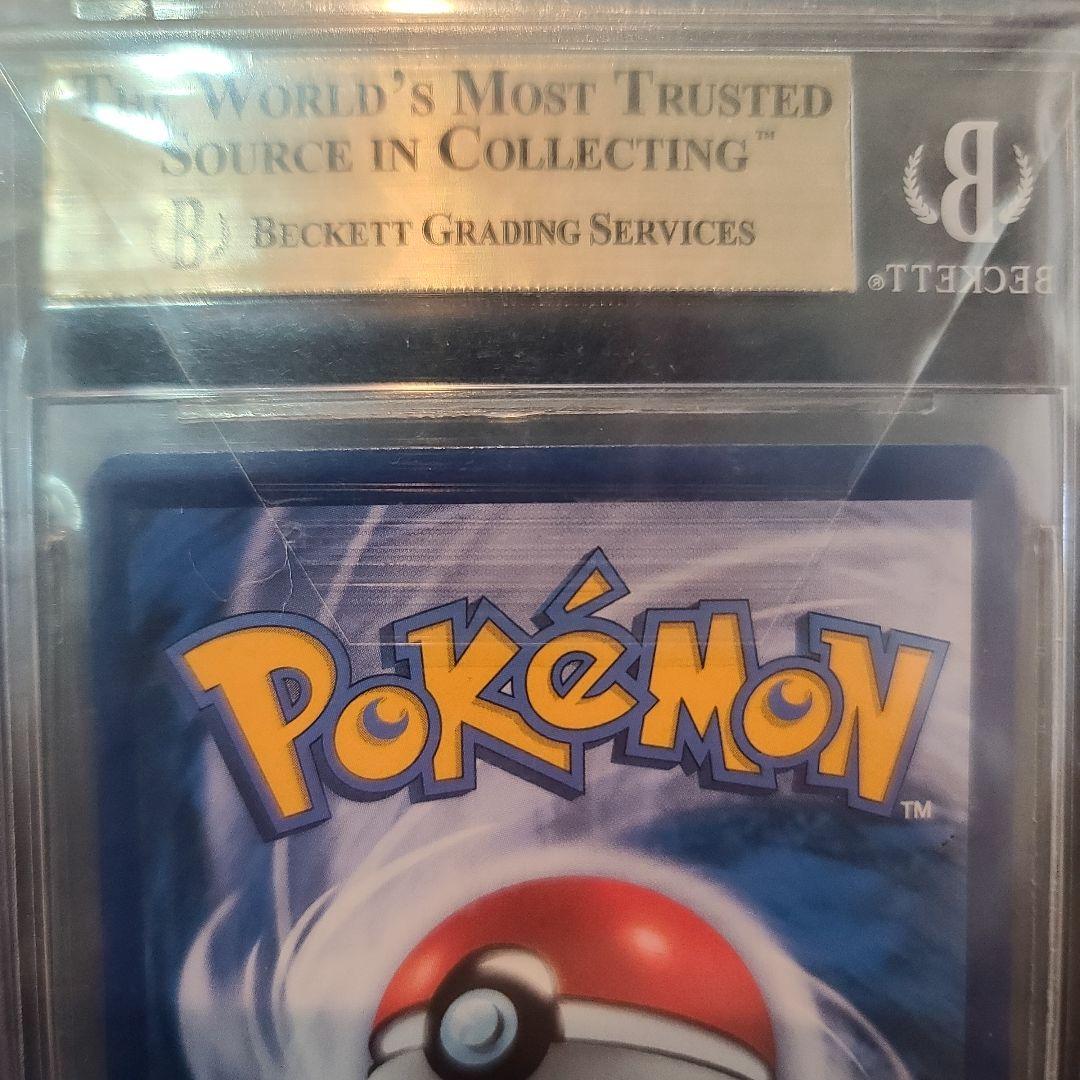 THE WORLD'S MOST TRUSTED
SOURCE IN COLLECTING™
B BECKETT GRADING SERVICES
B
BECKETT®
POKéMON
TM